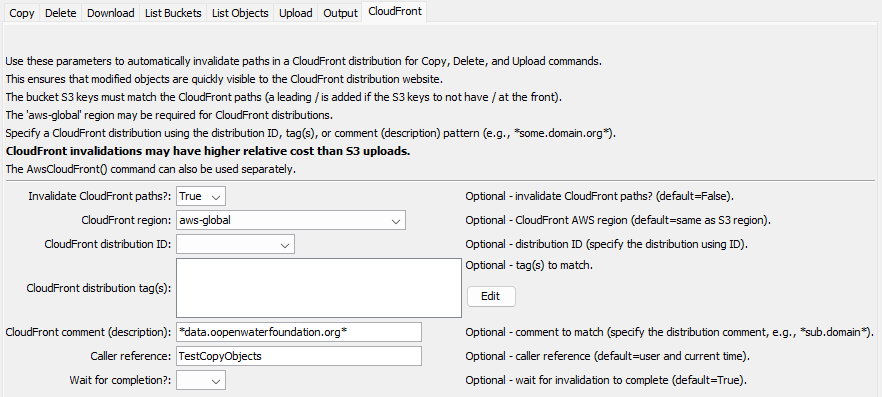 Copy Delete Download List Buckets List Objects Upload Output CloudFront
Use these parameters to automatically invalidate paths in a CloudFront distribution for Copy, Delete, and Upload commands.
This ensures that modified objects are quickly visible to the CloudFront distribution website.
The bucket S3 keys must match the CloudFront paths (a leading / is added if the S3 keys to not have / at the front).
The 'aws-global' region may be required for CloudFront distributions.
Specify a CloudFront distribution using the distribution ID, tag(s), or comment (description) pattern (e.g., *some.domain.org*).
CloudFront invalidations may have higher relative cost than S3 uploads.
The AwsCloudFront() command can also be used separately.
Invalidate CloudFront paths?: True Optional - invalidate CloudFront paths? (default=False).
CloudFront region: aws-global Optional - CloudFront AWS region (default=same as S3 region).
CloudFront distribution ID: Optional - distribution ID (specify the distribution using ID).
Optional - tag(s) to match.
CloudFront distribution tag(s):
Edit
CloudFront comment (description): *data.oopenwaterfoundation.org* Optional - comment to match (specify the distribution comment, e.g., *sub.domain*).
Caller reference: TestCopyObjects Optional - caller reference (default=user and current time).
Wait for completion?: Optional - wait for invalidation to complete (default=True).